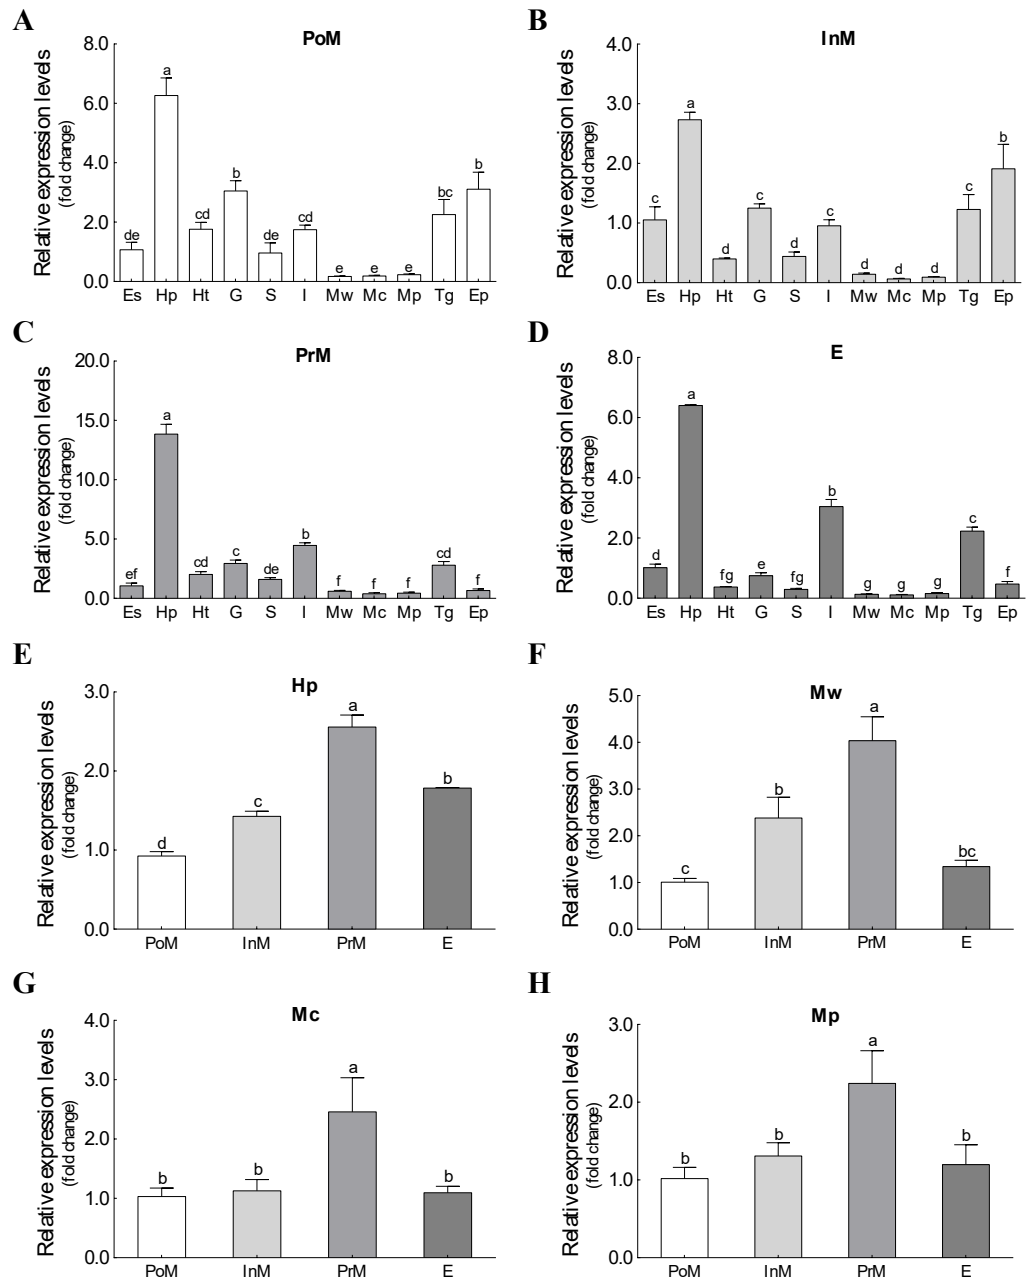 A
PoM
Relative expression levels
(fold change)
8.0
6.0
4.0
2.0
0.0
de a cd b de cd e e e bc b
Es Hp Ht G S I Mw Mc Mp Tg Ep
B
InM
Relative expression levels
(fold change)
4.0
3.0
2.0
1.0
0.0
c a d c d c d d d c b
Es Hp Ht G S I Mw Mc Mp Tg Ep
C
PrM
Relative expression levels
(fold change)
20.0
15.0
10.0
5.0
0.0
ef a cd c de b f f f cd f
Es Hp Ht G S I Mw Mc Mp Tg Ep
D
E
Relative expression levels
(fold change)
8.0
6.0
4.0
2.0
0.0
d a fg e fg b g g g c f
Es Hp Ht G S I Mw Mc Mp Tg Ep
E
Hp
Relative expression levels
(fold change)
3.0
2.0
1.0
0.0
d c a b
PoM InM PrM E
F
Mw
Relative expression levels
(fold change)
5.0
4.0
3.0
2.0
1.0
0.0
c b a bc
PoM InM PrM E
G
Mc
Relative expression levels
(fold change)
4.0
3.0
2.0
1.0
0.0
b b a b
PoM InM PrM E
H
Mp
Relative expression levels
(fold change)
3.0
2.0
1.0
0.0
b b a b
PoM InM PrM E